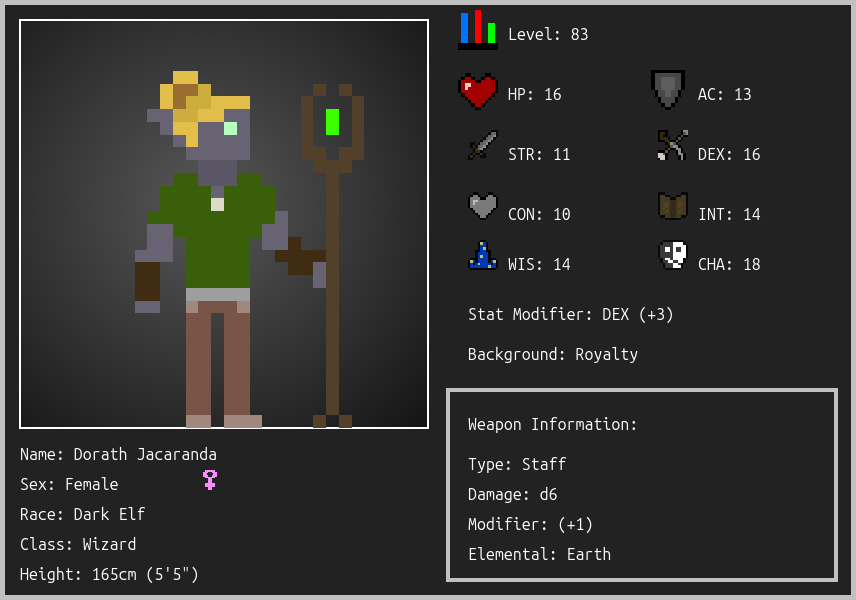 Level: 83
HP: 16
AC: 13
STR: 11
DEX: 16
CON: 10
INT: 14
WIS: 14
CHA: 18
Stat Modifier: DEX (+3)
Background: Royalty
Weapon Information:
Type: Staff
Damage: d6
Modifier: (+1)
Elemental: Earth
Name: Dorath Jacaranda
Sex: Female
Race: Dark Elf
Class: Wizard
Height: 165cm (5'5")